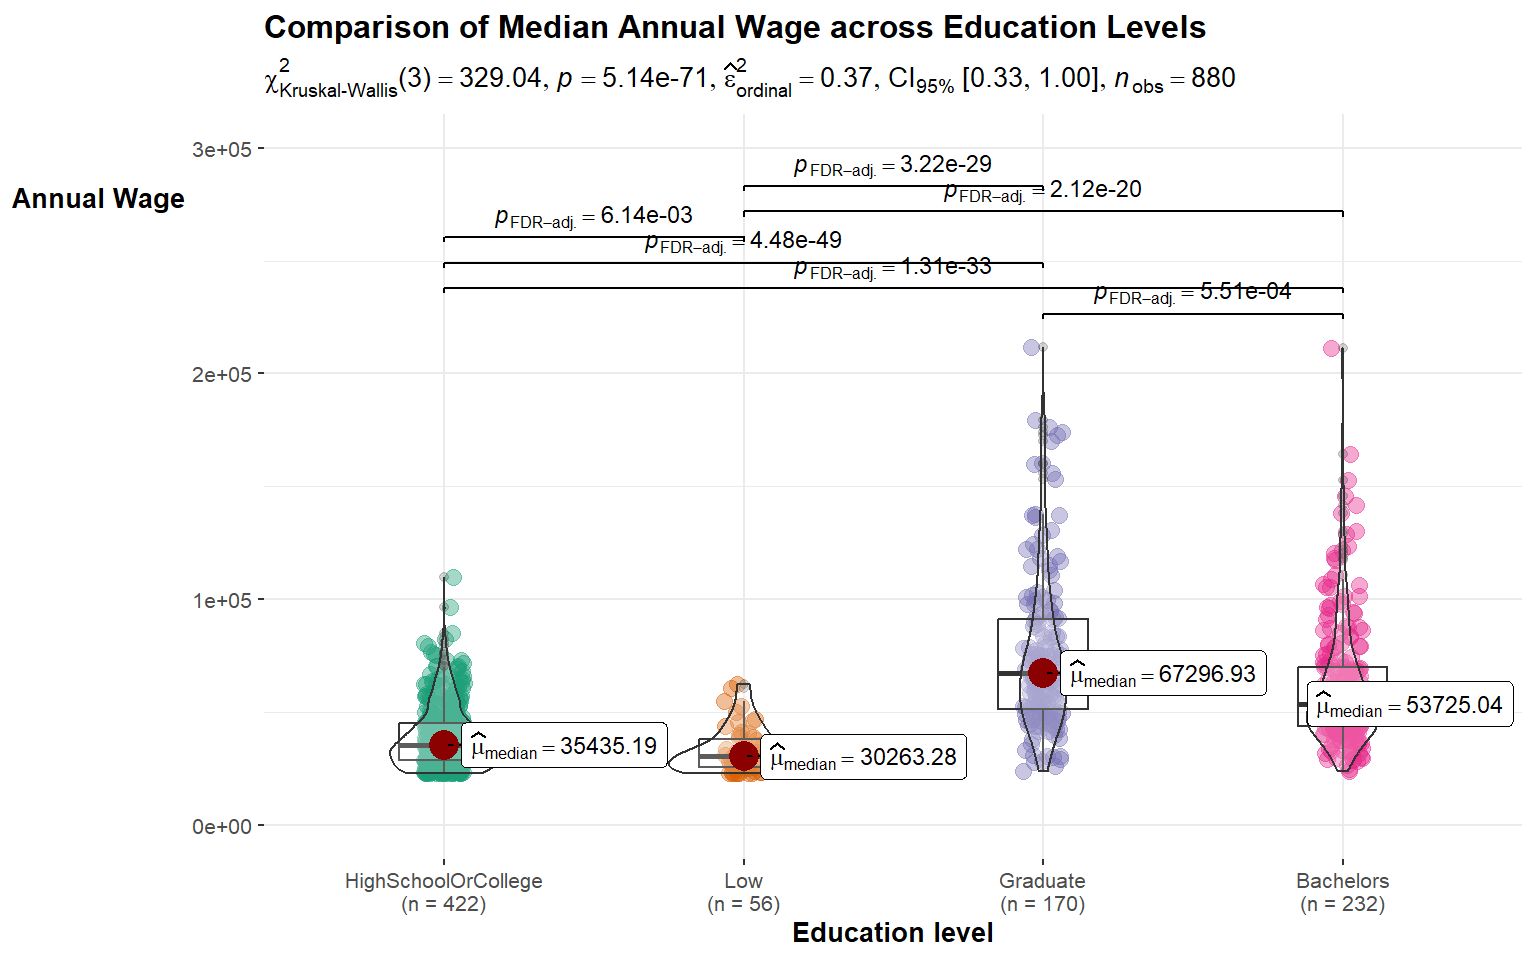 Comparison of Median Annual Wage across Education Levels
χ²Kruskal-Wallis(3) = 329.04, p = 5.14e-71, ε̂²ordinal = 0.37, CI95% [0.33, 1.00], nobs = 880
3e+05
pFDR–adj. = 3.22e-29
pFDR–adj. = 2.12e-20
Annual Wage
pFDR–adj. = 6.14e-03
pFDR–adj. = 4.48e-49
pFDR–adj. = 1.31e-33
pFDR–adj. = 5.51e-04
2e+05
1e+05
μ̂median = 67296.93
μ̂median = 53725.04
μ̂median = 35435.19
μ̂median = 30263.28
0e+00
HighSchoolOrCollege Low Graduate Bachelors
(n = 422) (n = 56) (n = 170) (n = 232)
Education level